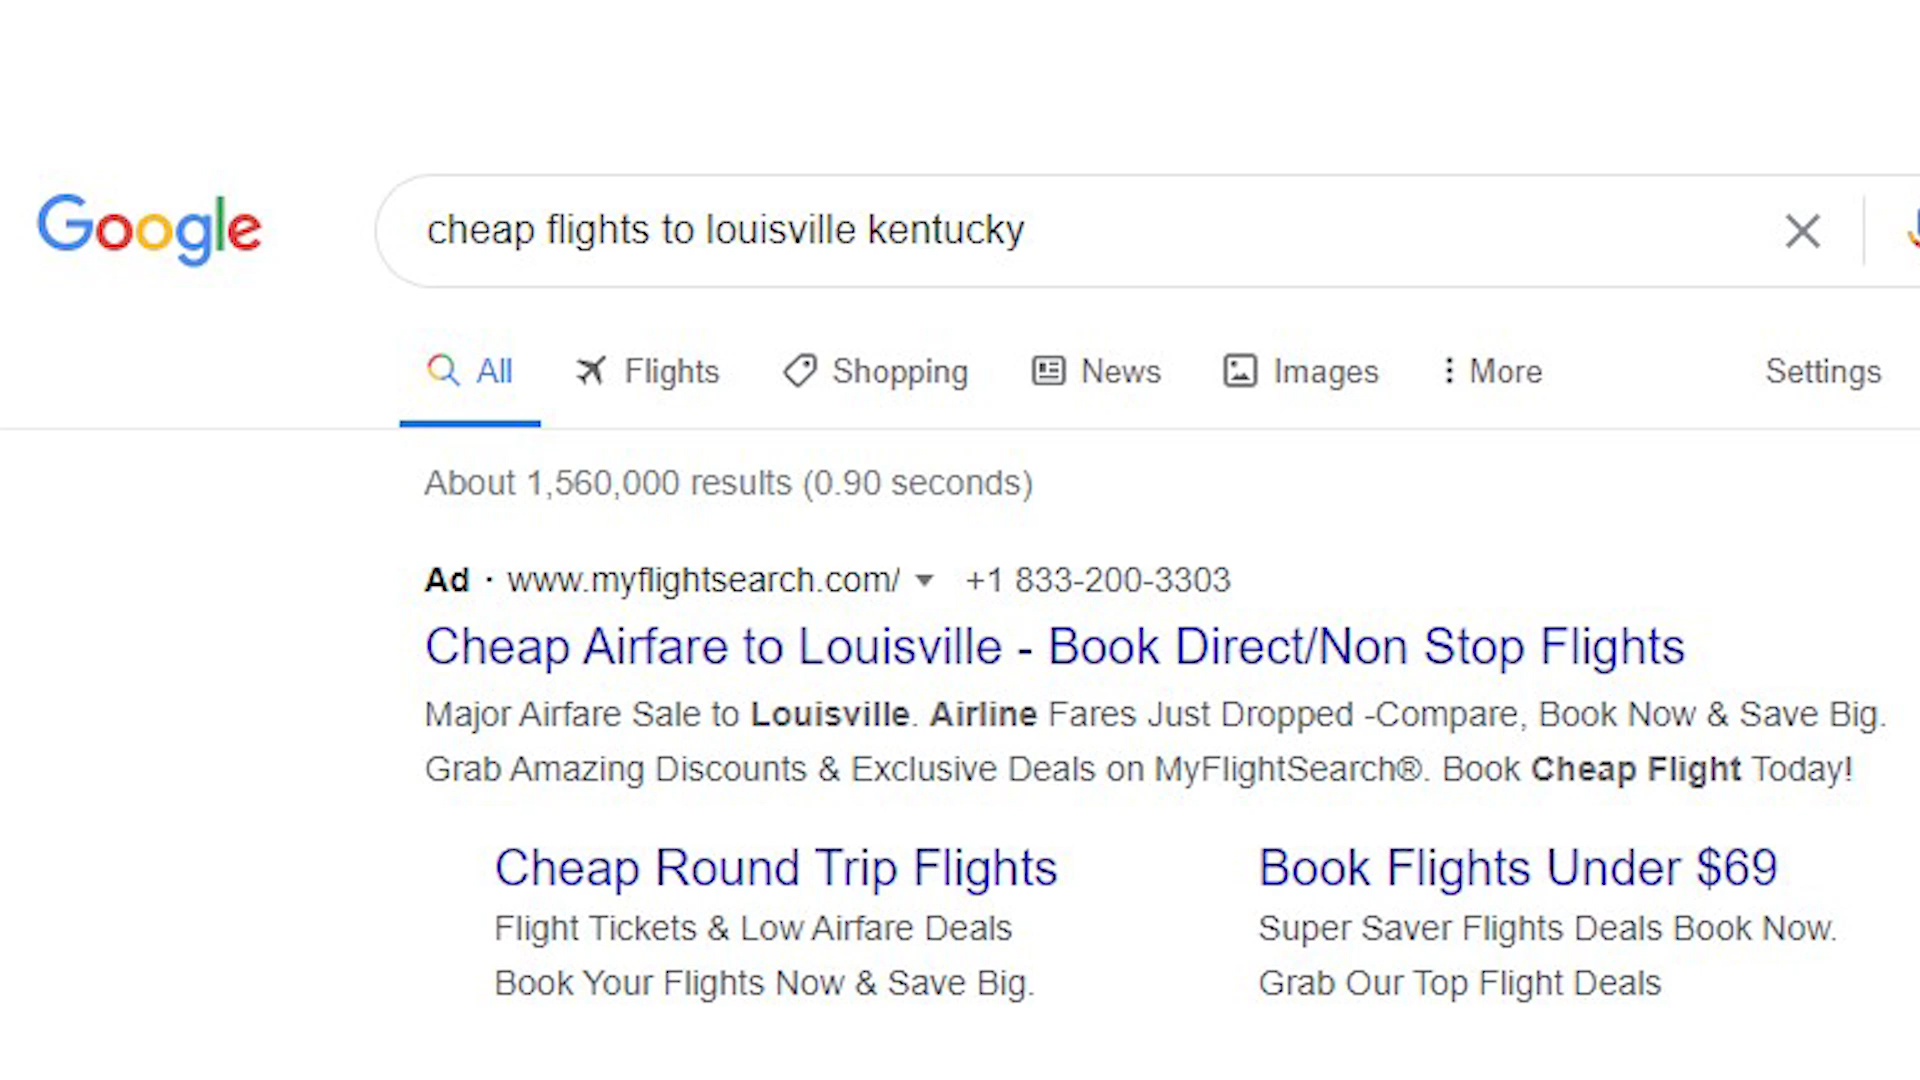 Google
cheap flights to louisville kentucky
All Flights Shopping News Images More Settings
About 1,560,000 results (0.90 seconds)
Ad · www.myflightsearch.com/ +1 833-200-3303
Cheap Airfare to Louisville - Book Direct/Non Stop Flights
Major Airfare Sale to Louisville. Airline Fares Just Dropped -Compare, Book Now & Save Big.
Grab Amazing Discounts & Exclusive Deals on MyFlightSearch®. Book Cheap Flight Today!
Cheap Round Trip Flights
Flight Tickets & Low Airfare Deals
Book Your Flights Now & Save Big.
Book Flights Under $69
Super Saver Flights Deals Book Now.
Grab Our Top Flight Deals